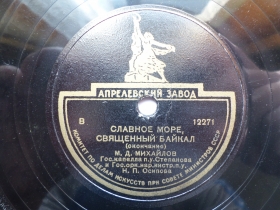 АПРЕЛЕВСКИЙ ЗАВОД
В 12271
СЛАВНОЕ МОРЕ,
СВЯЩЕННЫЙ БАЙКАЛ
(окончание)
М. Д. МИХАЙЛОВ
Гос.капелла п.у Степанова
и Гос.орк.нар.инстр.п.у.
Н. П. Осипова
КОМИТЕТ ПО ДЕЛАМ ИСКУССТВ ПРИ СОВЕТЕ МИНИСТРОВ СССР